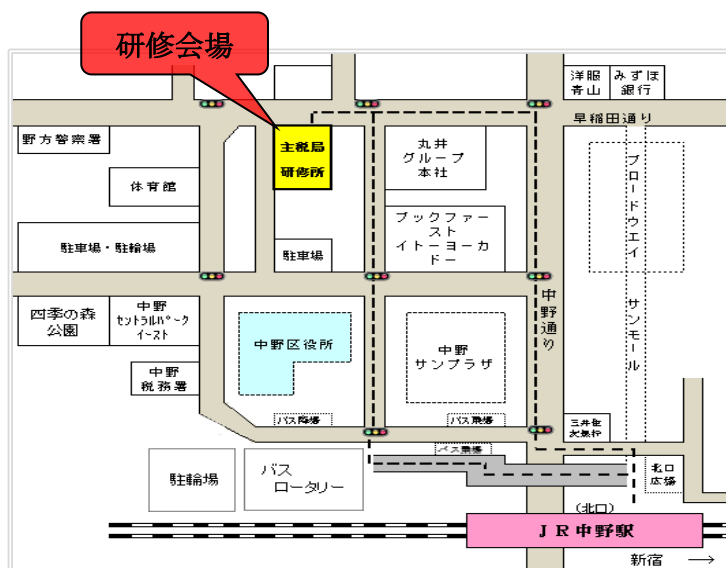 研修会場
洋服
青山
みずほ
銀行
早稲田通り
野方警察署
主税局
研修所
丸井
グループ
本社
体育館
ブロードウエイ
ブックファー
スト
イトーヨーカ
ドー
駐車場・駐輪場
駐車場
中野通り
四季の森
公園
中野
セントラルパーク
イースト
サンモール
中野区役所
中野
サンプラザ
中野
税務署
バス降場
バス乗場
三井住
友銀行
バス乗場
駐輪場
バス
ロータリー
北口
広場
(北口)
JR中野駅
新宿